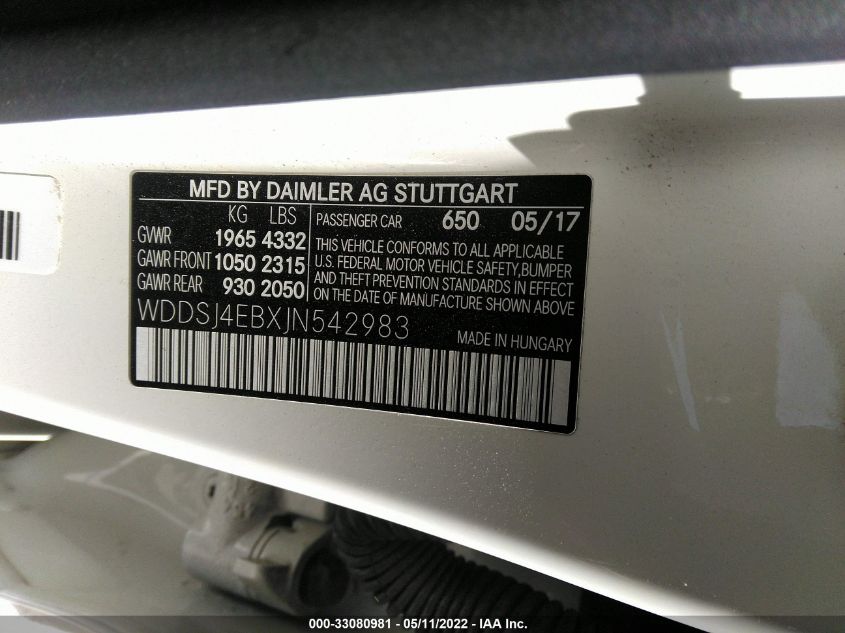 MFD BY DAIMLER AG STUTTGART
KG LBS
GVWR 1965 4332
GAWR FRONT 1050 2315
GAWR REAR 930 2050
PASSENGER CAR 650 05/17
THIS VEHICLE CONFORMS TO ALL APPLICABLE
U.S. FEDERAL MOTOR VEHICLE SAFETY,BUMPER
AND THEFT PREVENTION STANDARDS IN EFFECT
ON THE DATE OF MANUFACTURE SHOWN ABOVE
WDDSJ4EBXJN542983
MADE IN HUNGARY
000-33080981 - 05/11/2022 - IAA Inc.